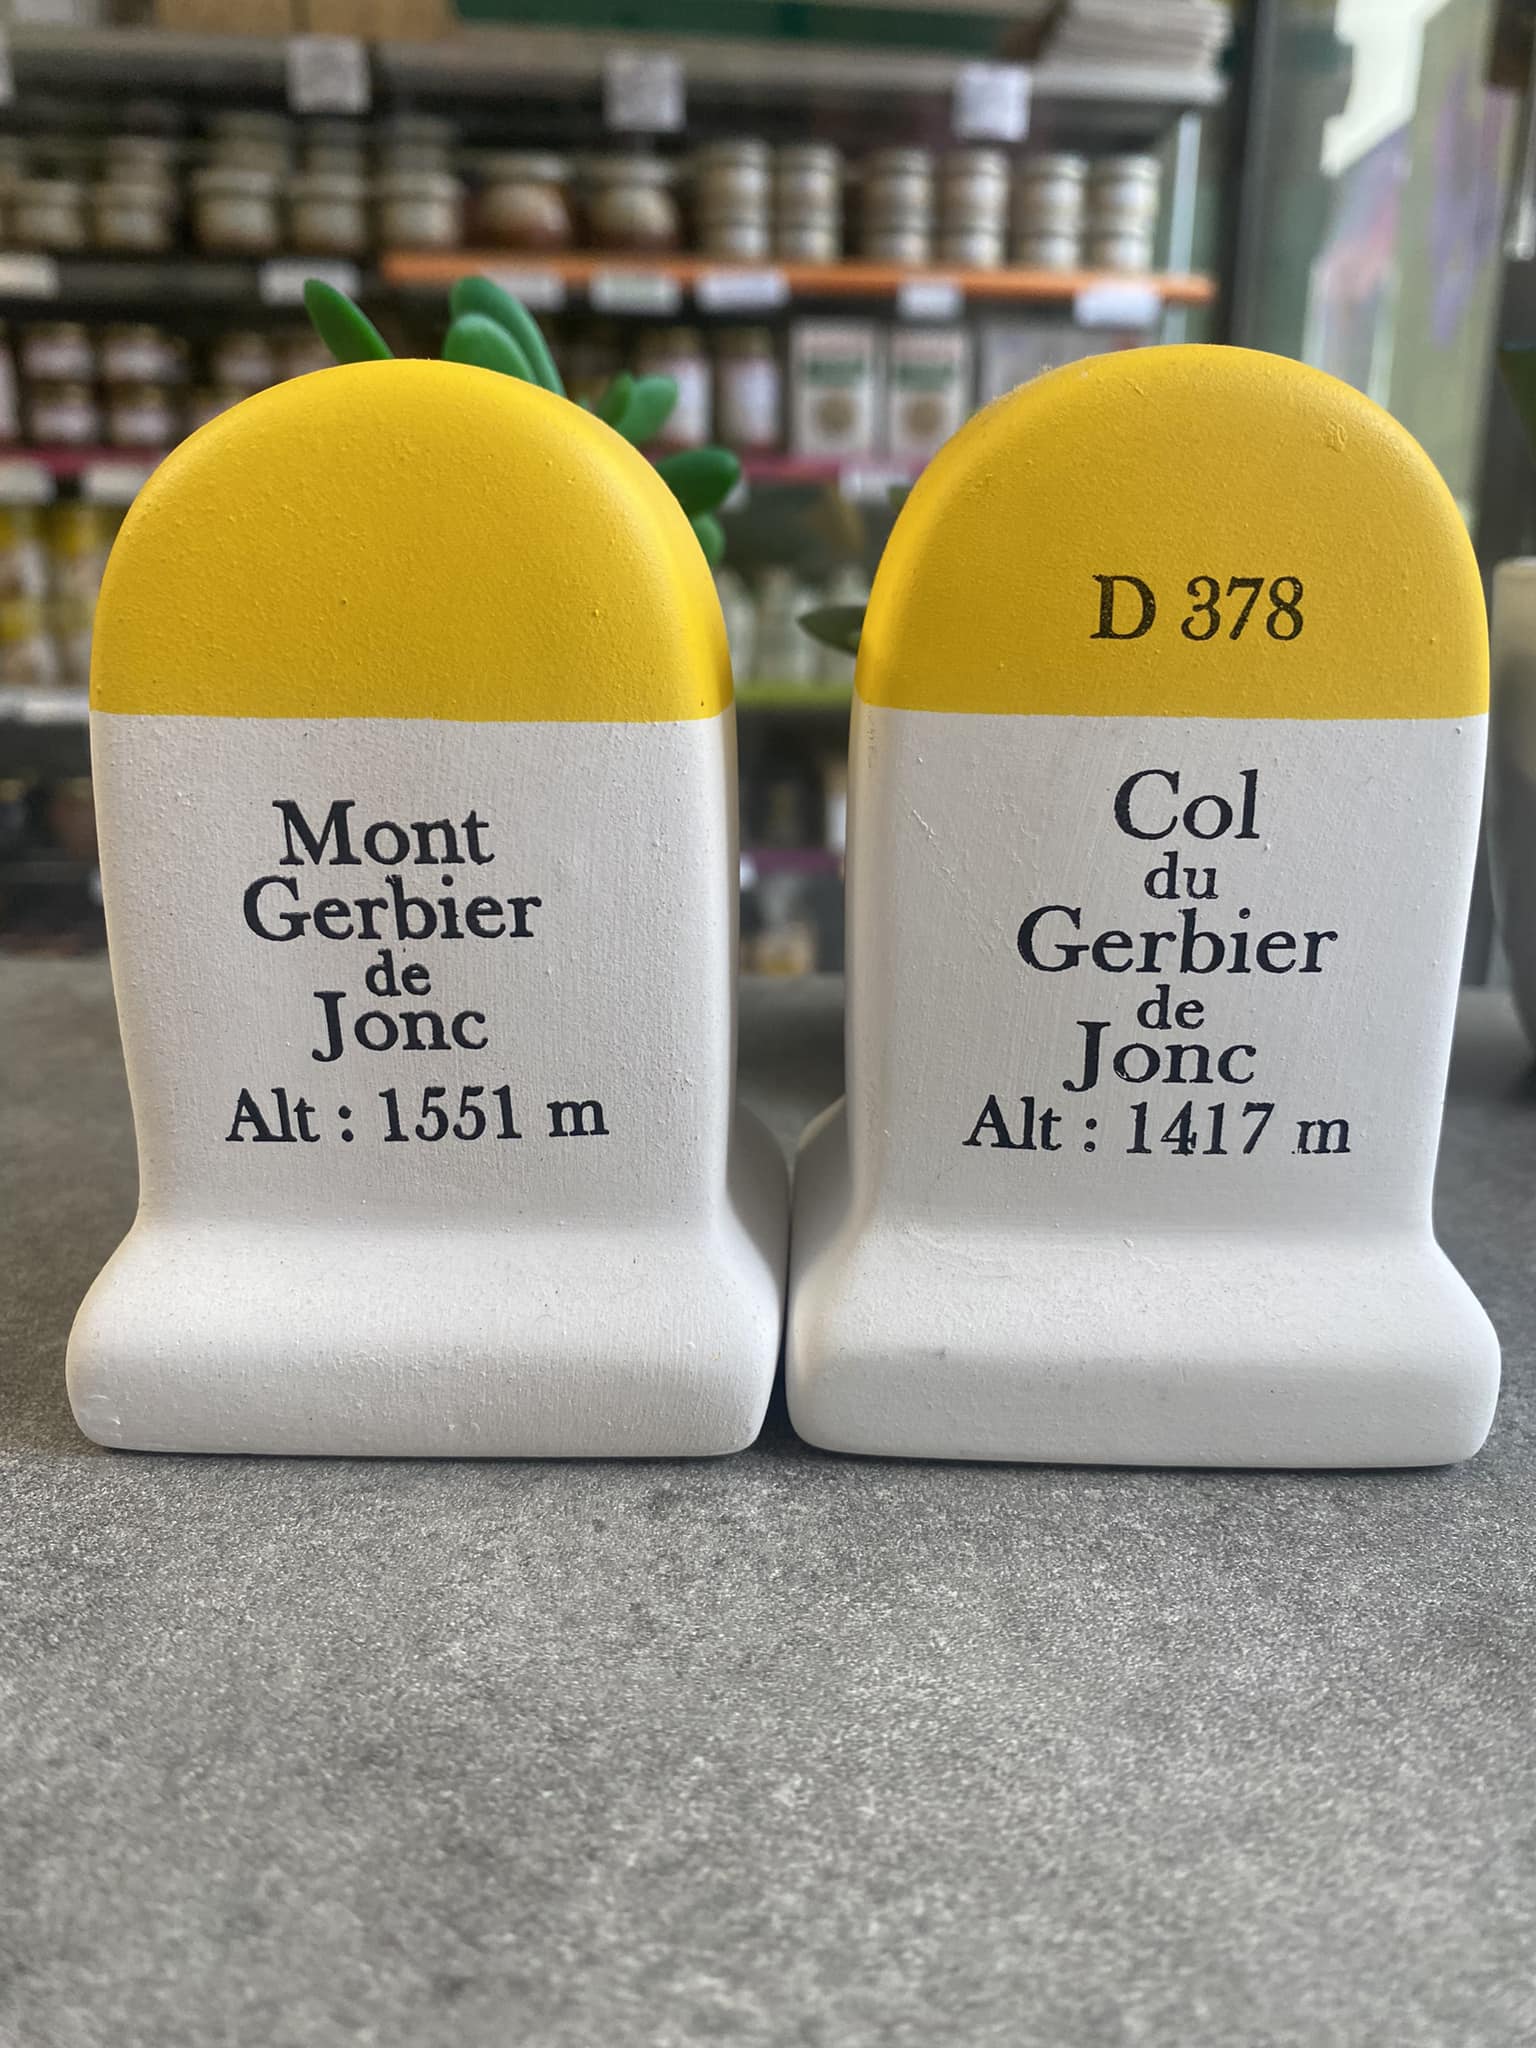 Mont
Gerbier
de
Jonc
Alt : 1551 m
D 378
Col
du
Gerbier
de
Jonc
Alt : 1417 m